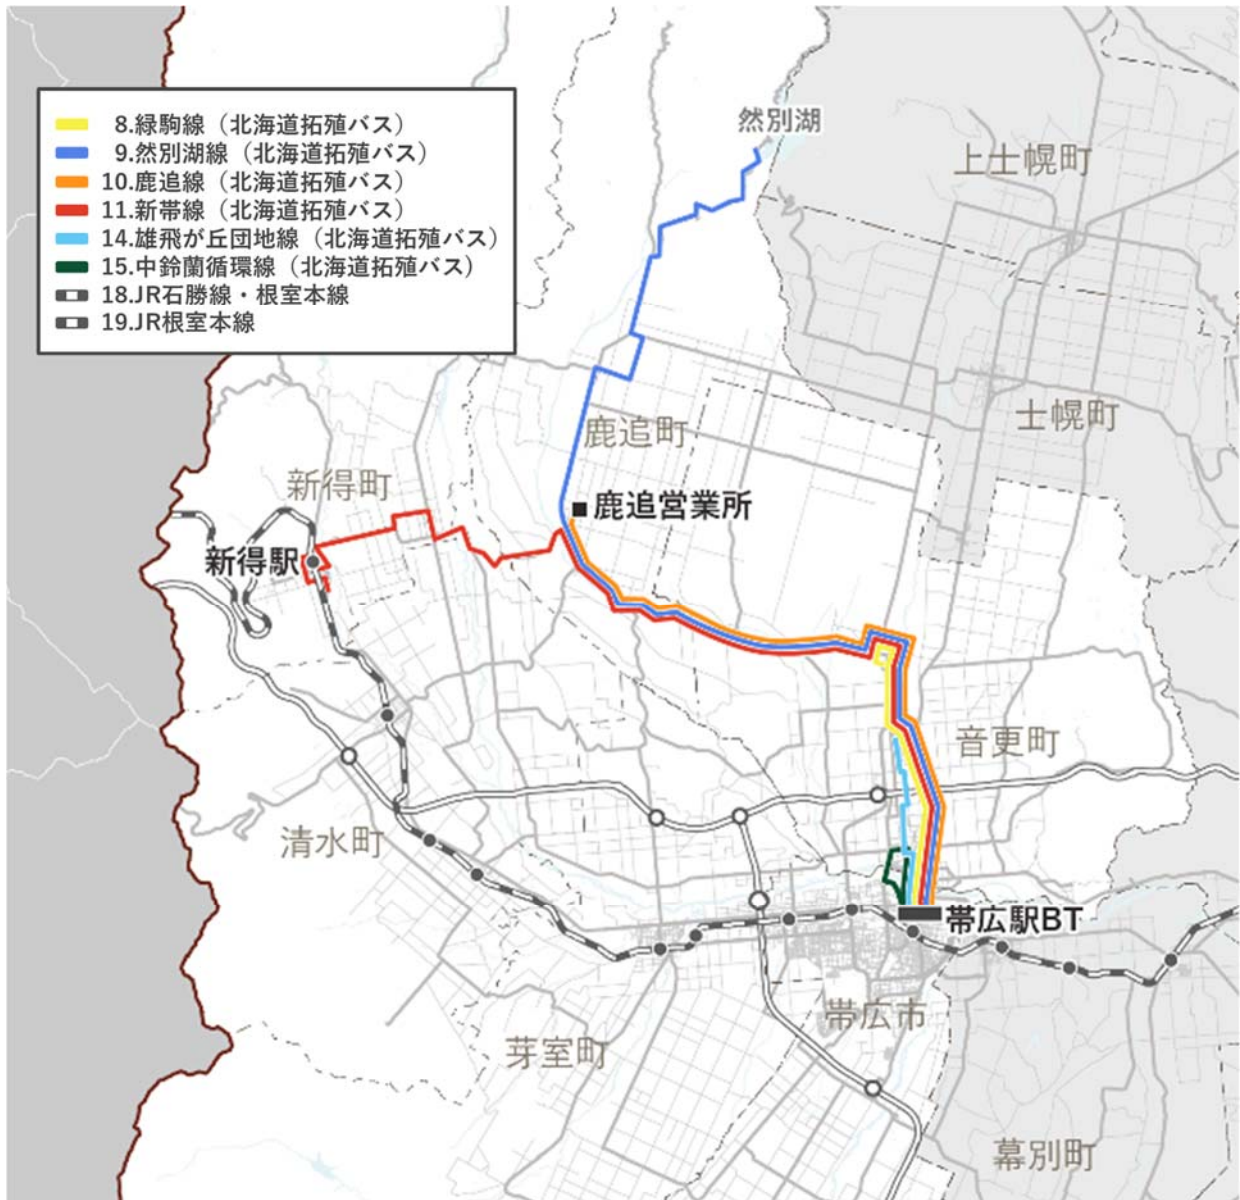 然別湖
上士幌町
8.緑駒線（北海道拓殖バス）
9.然別湖線（北海道拓殖バス）
10.鹿追線（北海道拓殖バス）
11.新帯線（北海道拓殖バス）
14.雄飛が丘団地線（北海道拓殖バス）
15.中鈴蘭循環線（北海道拓殖バス）
18.JR石勝線・根室本線
19.JR根室本線
士幌町
鹿追町
新得町
鹿追営業所
新得駅
音更町
清水町
帯広駅BT
帯広市
芽室町
幕別町